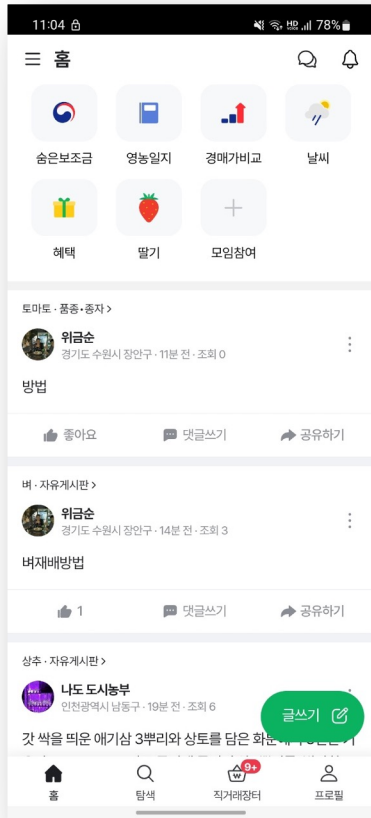 11:04
78%
홈
숨은보조금 영농일지 경매가비교 날씨
혜택 딸기 모임참여
토마토 · 품종•종자 >
위금순
경기도 수원시 장안구 · 11분 전 · 조회 0
방법
좋아요 댓글쓰기 공유하기
벼 · 자유게시판 >
위금순
경기도 수원시 장안구 · 14분 전 · 조회 3
벼재배방법
1 댓글쓰기 공유하기
상추 · 자유게시판 >
나도 도시농부
인천광역시 남동구 · 19분 전 · 조회 6
글쓰기
갓 싹을 띄운 애기삼 3뿌리와 상토를 담은
9+
홈 탐색 직거래장터 프로필